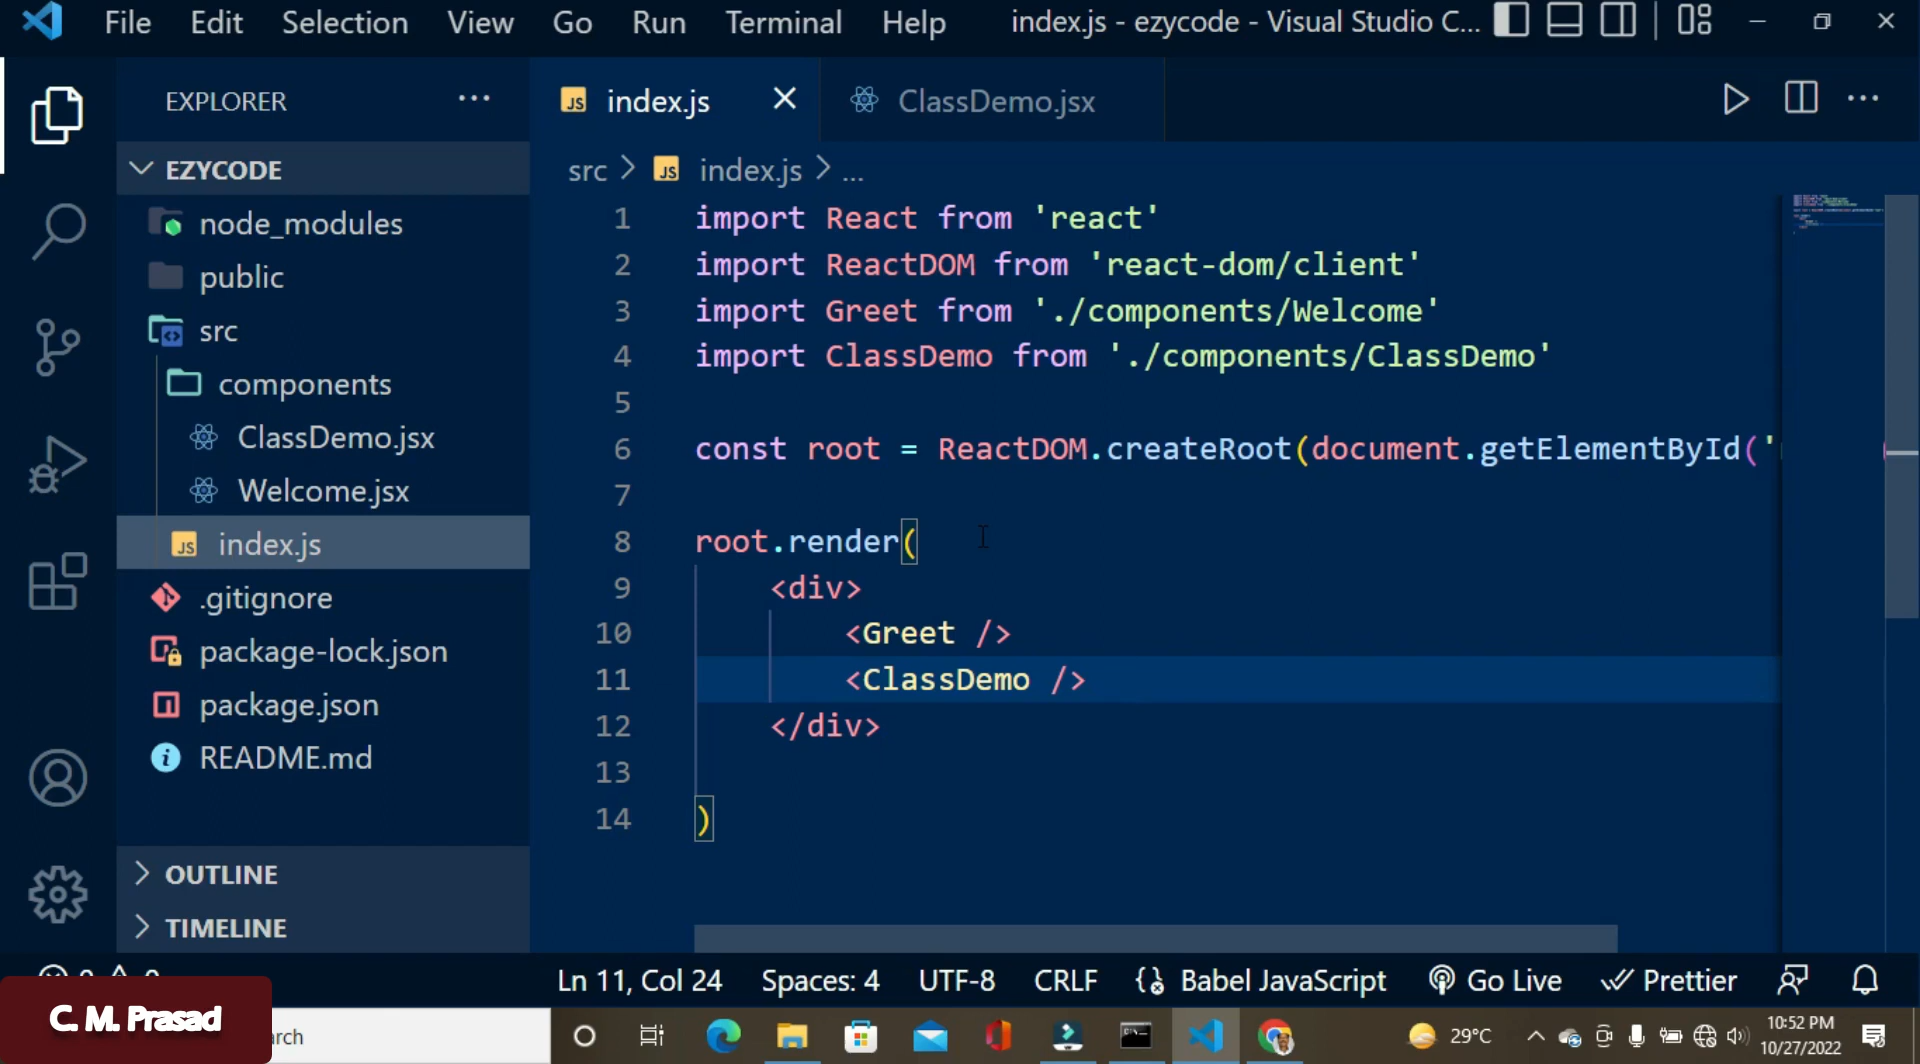 File Edit Selection View Go Run Terminal Help index.js - ezycode - Visual Studio C...
EXPLORER ...
index.js
ClassDemo.jsx
EZYCODE
node_modules
public
src
components
ClassDemo.jsx
Welcome.jsx
index.js
.gitignore
package-lock.json
package.json
README.md
OUTLINE
TIMELINE
src > JS index.js > ...
1 import React from 'react'
2 import ReactDOM from 'react-dom/client'
3 import Greet from './components/Welcome'
4 import ClassDemo from './components/ClassDemo'
5
6 const root = ReactDOM.createRoot(document.getElementById('
7
8 root.render(
9 <div>
10 <Greet />
11 <ClassDemo />
12 </div>
13
14 )
Ln 11, Col 24 Spaces: 4 UTF-8 CRLF Babel JavaScript Go Live Prettier
C. M. Prasad
29°C
10:52 PM
10/27/2022